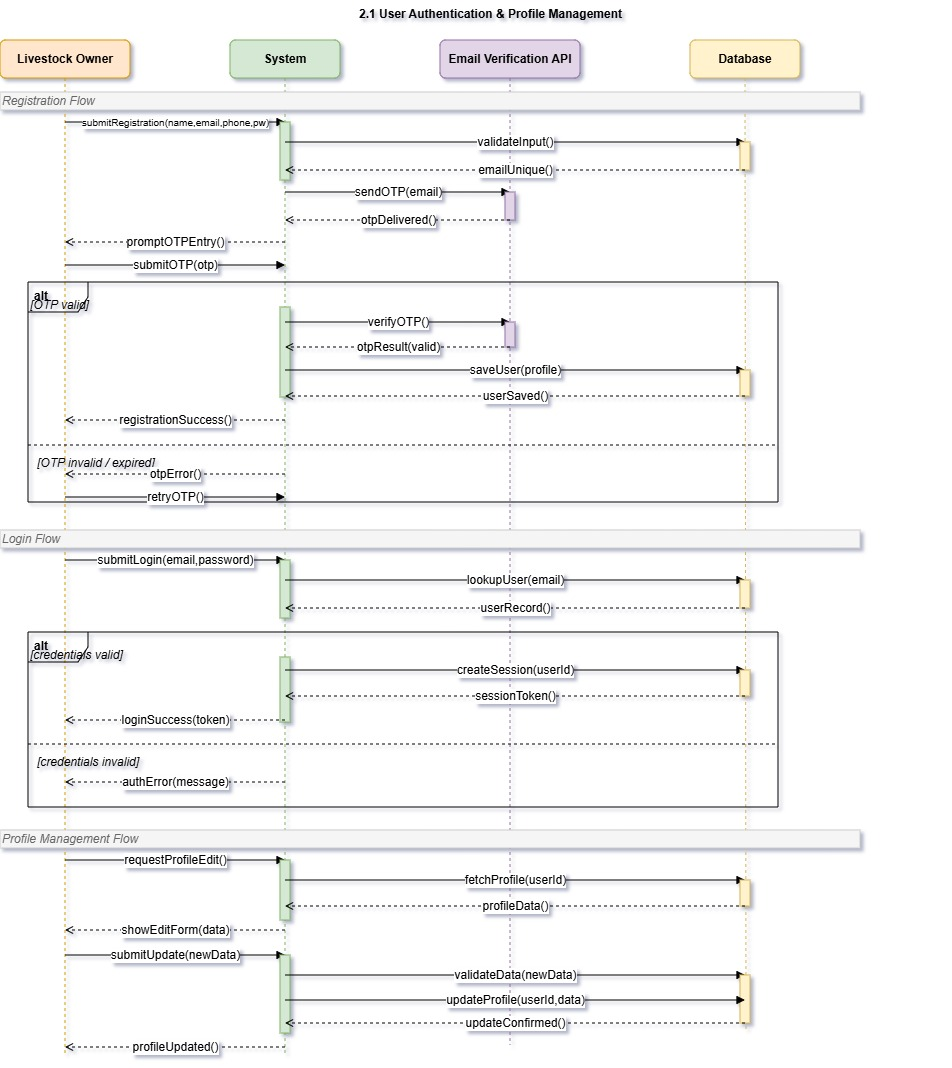 2.1 User Authentication & Profile Management
Livestock Owner
System
Email Verification API
Database
Registration Flow
submitRegistration(name,email,phone,pw)
validateInput()
emailUnique()
sendOTP(email)
otpDelivered()
promptOTPEntry()
submitOTP(otp)
alt
[OTP valid]
verifyOTP()
otpResult(valid)
saveUser(profile)
userSaved()
registrationSuccess()
[OTP invalid / expired]
otpError()
retryOTP()
Login Flow
submitLogin(email,password)
lookupUser(email)
userRecord()
alt
[credentials valid]
createSession(userId)
sessionToken()
loginSuccess(token)
[credentials invalid]
authError(message)
Profile Management Flow
requestProfileEdit()
fetchProfile(userId)
profileData()
showEditForm(data)
submitUpdate(newData)
validateData(newData)
updateProfile(userId,data)
updateConfirmed()
profileUpdated()